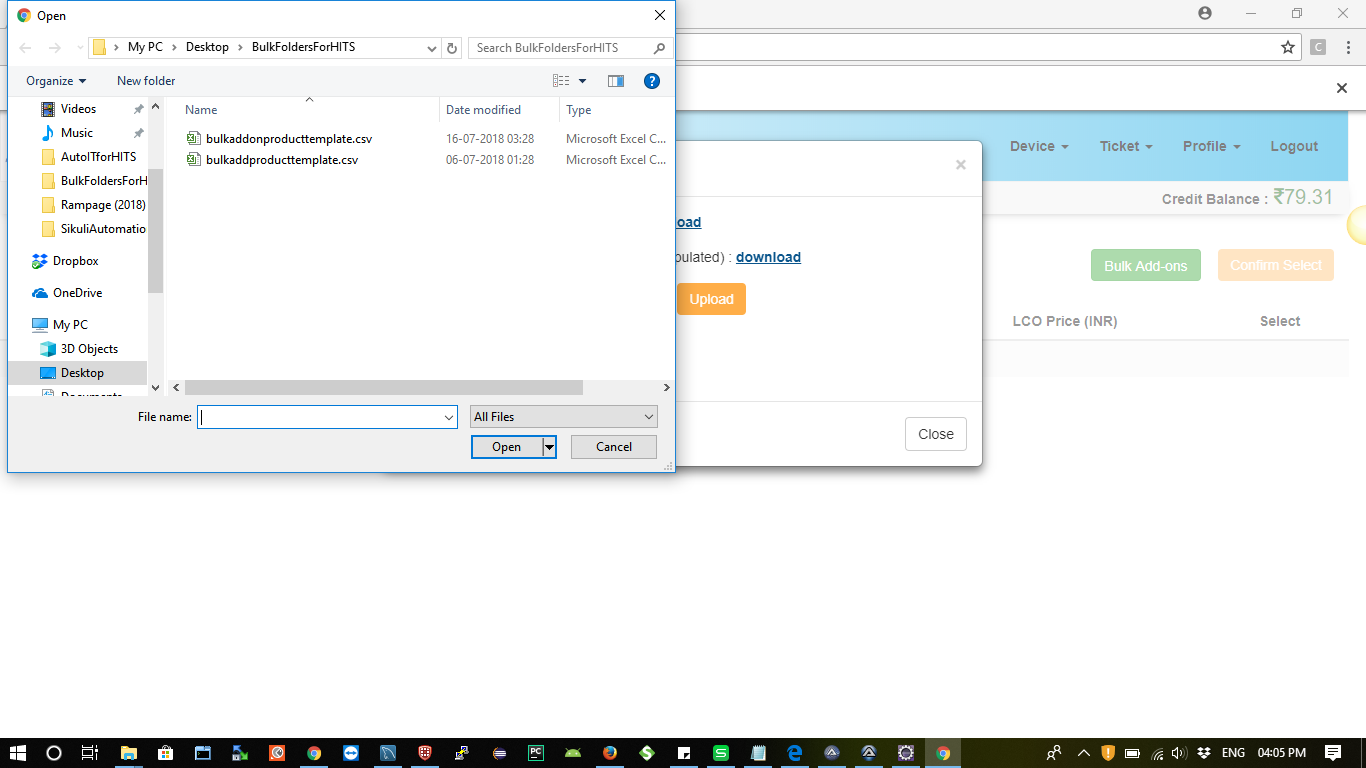 Open
My PC > Desktop > BulkFoldersForHITS
Search BulkFoldersForHITS
Organize
New folder
Name
Date modified
Type
Videos
Music
AutoITforHITS
BulkFoldersForH
Rampage (2018)
SikuliAutomatio
Dropbox
OneDrive
My PC
3D Objects
Desktop
Documents
bulkaddonproducttemplate.csv 16-07-2018 03:28 Microsoft Excel C...
bulkaddproducttemplate.csv 06-07-2018 01:28 Microsoft Excel C...
File name:
All Files
Open
Cancel
Device
Ticket
Profile
Logout
Credit Balance : ₹79.31
oad
pulated) : download
Upload
Close
Bulk Add-ons
Confirm Select
LCO Price (INR)
Select
ENG
04:05 PM